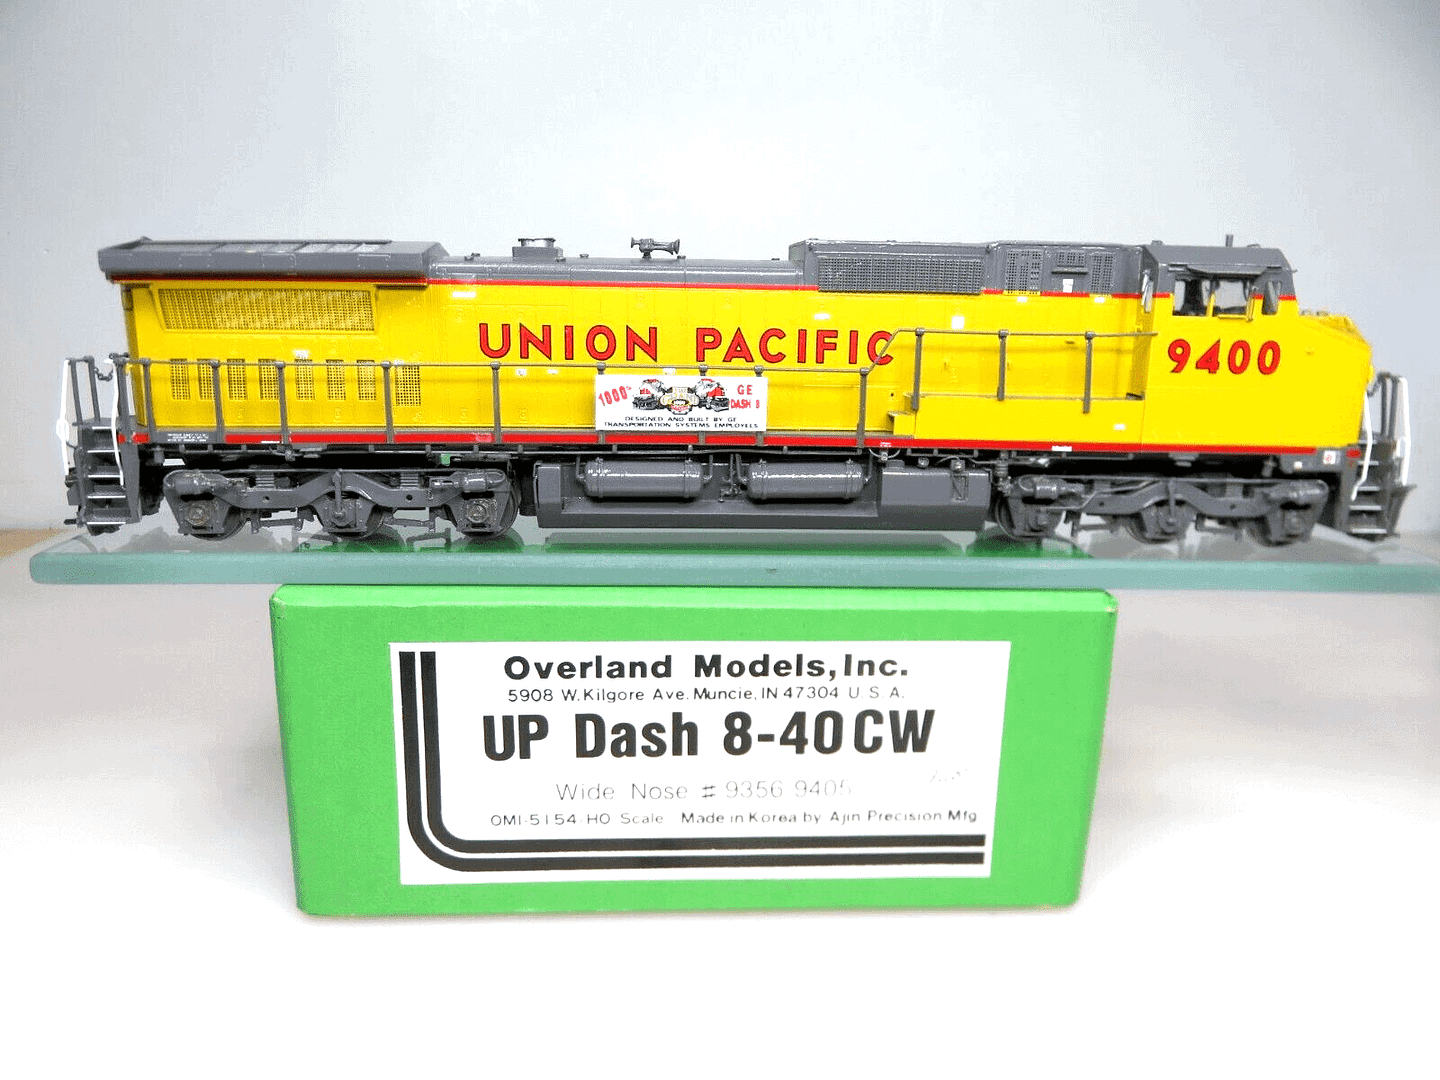 UNION PACIFIC
9400
1000th
GE
DASH 8
DESIGNED AND BUILT BY GE
TRANSPORTATION SYSTEMS EMPLOYEES
Overland Models, Inc.
5908 W. Kilgore Ave. Muncie, IN 47304 U.S.A.
UP Dash 8-40CW
Wide Nose # 9356 9405
OMI-5154-HO Scale Made in Korea by Ajin Precision Mfg